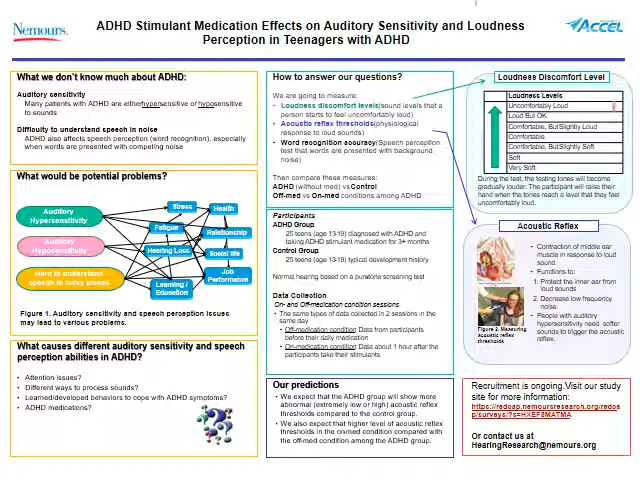 Nemours.
ADHD Stimulant Medication Effects on Auditory Sensitivity and Loudness
Perception in Teenagers with ADHD
ACCEL
What we don't know much about ADHD:
Auditory sensitivity
Many patients with ADHD are either hypersensitive or hyposensitive
to sounds
Difficulty to understand speech in noise
ADHD also affects speech perception (word recognition), especially
when words are presented with competing noise
What would be potential problems?
Auditory
Hypersensitivity
Auditory
Hyposensitivity
Hard to understand
speech in noisy places
Stress
Fatigue
Hearing Loss
Learning /
Education
Health
Relationship
Social life
Job
Performance
Figure 1. Auditory sensitivity and speech perception issues
may lead to various problems.
What causes different auditory sensitivity and speech
perception abilities in ADHD?
• Attention issues?
• Different ways to process sounds?
• Learned/developed behaviors to cope with ADHD symptoms?
• ADHD medications?
How to answer our questions?
We are going to measure:
• Loudness discomfort levels(sound levels that a
person starts to feel uncomfortably loud)
• Acoustic reflex thresholds(physiological
response to loud sounds)
• Word recognition accuracy(Speech perception
test that words are presented with background
noise)
Then compare these measures:
ADHD (without med) vs Control
Off-med vs On-med conditions among ADHD
Participants
ADHD Group:
25 teens (age 13-19) diagnosed with ADHD and
taking ADHD stimulant medication for 3+ months
Control Group:
25 teens (age 13-19) typical development history
Normal hearing based on a puretone screening test
Data Collection
On- and Off-medication condition sessions
• The same types of data collected in 2 sessions in the
same day
• Off-medication condition: Data from participants
before their daily medication
• On-medication condition: Data about 1 hour after the
participants take their stimulants
Our predictions
• We expect that the ADHD group will show more
abnormal (extremely low or high) acoustic reflex
thresholds compared to the control group.
• We also expect that higher level of acoustic reflex
thresholds in the on-med condition compared with
the off-med condition among the ADHD group.
Loudness Discomfort Level
Loudness Levels
Uncomfortably Loud
Loud But OK
Comfortable, But Slightly Loud
Comfortable
Comfortable, But Slightly Soft
Soft
Very Soft
During the test, the testing tones will become
gradually louder. The participant will raise their
hand when the tones reach a level that they feel
uncomfortably loud.
Acoustic Reflex
• Contraction of middle ear
muscle in response to loud
sound
• Functions to:
1. Protect the inner ear from
loud sounds
2. Decrease low frequency
noise
• People with auditory
hypersensitivity need softer
sounds to trigger the acoustic
reflex.
Figure 2. Measuring
acoustic reflex
thresholds
Recruitment is ongoing.Visit our study
site for more information:
https://redcap.nemoursresearch.org/redca
p/surveys/?s=HXEF8MATMA
Or contact us at
HearingResearch@nemours.org